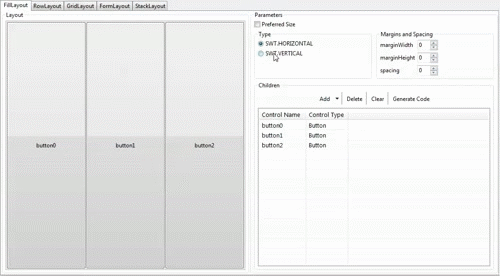 FillLayout RowLayout GridLayout FormLayout StackLayout
Layout
button0 button1 button2
Parameters
Preferred Size
Type
SWT.HORIZONTAL
SWT.VERTICAL
Margins and Spacing
marginWidth 0
marginHeight 0
spacing 0
Children
Add Delete Clear Generate Code
Control Name Control Type
button0 Button
button1 Button
button2 Button